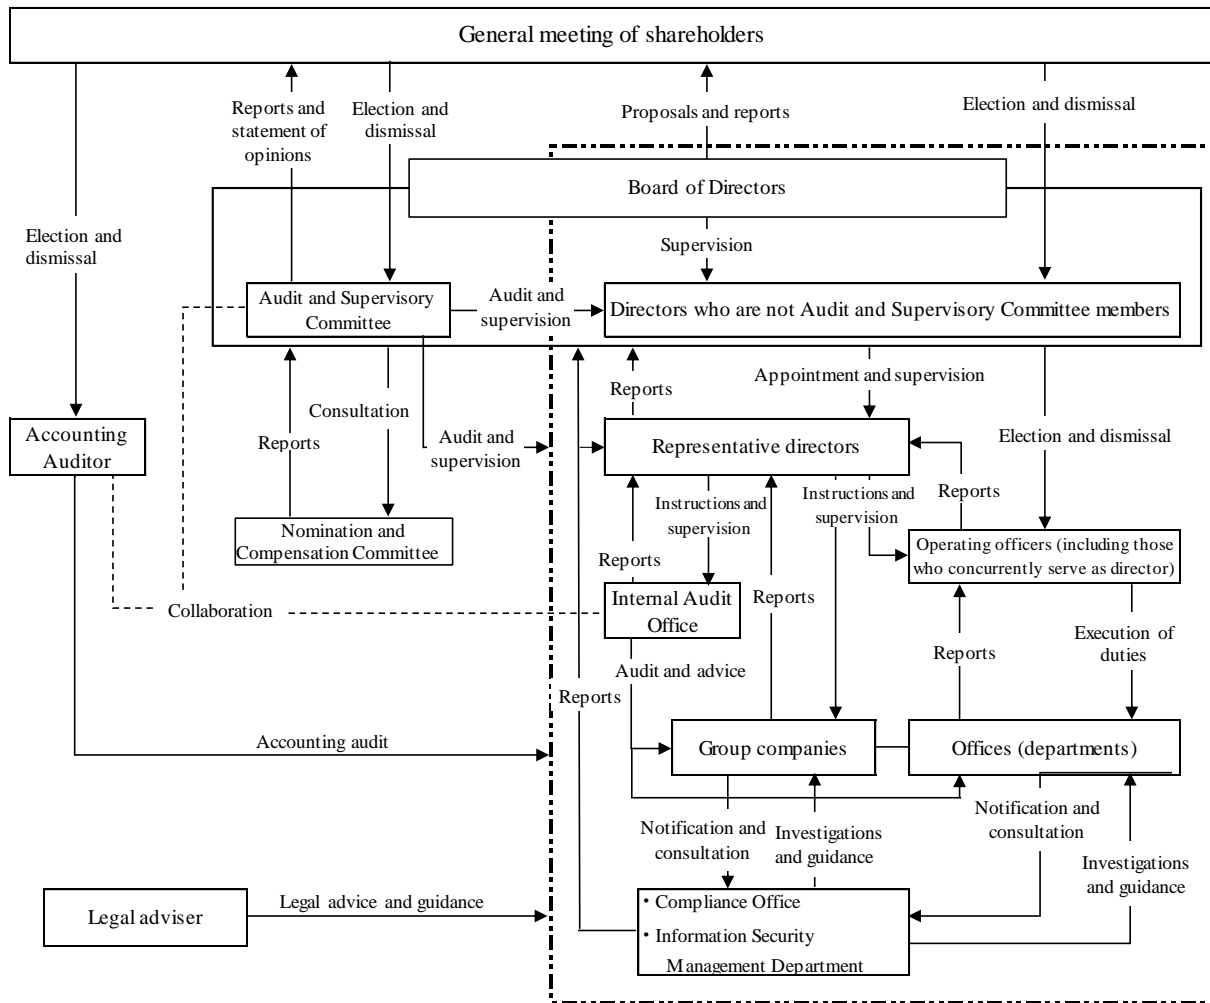 General meeting of shareholders
Reports and
statement of
opinions
Election and
dismissal
Proposals and reports
Election and dismissal
Board of Directors
Election and
dismissal
Supervision
Audit and Supervisory
Committee
Audit and
supervision
Directors who are not Audit and Supervisory Committee members
Reports
Appointment and supervision
Consultation
Accounting
Auditor
Reports
Audit and
supervision
Representative directors
Election and dismissal
Instructions and
supervision
Instructions and
supervision
Reports
Nomination and
Compensation Committee
Operating officers (including those
who concurrently serve as director)
Reports
Reports
Collaboration
Internal Audit
Office
Execution of
duties
Reports
Audit and advice
Reports
Accounting audit
Group companies
Offices (departments)
Notification and
consultation
Investigations
and guidance
Notification and
consultation
Investigations
and guidance
Legal adviser
Legal advice and guidance
・Compliance Office
・Information Security
Management Department